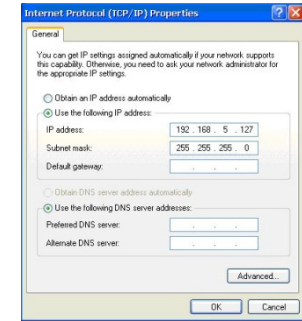 Internet Protocol (TCP/IP) Properties
General
You can get IP settings assigned automatically if your network supports
this capability. Otherwise, you need to ask your network administrator for
the appropriate IP settings.
Obtain an IP address automatically
Use the following IP address:
IP address: 192 . 168 . 5 . 127
Subnet mask: 255 . 255 . 255 . 0
Default gateway: . . .
Obtain DNS server address automatically
Use the following DNS server addresses:
Preferred DNS server: . . .
Alternate DNS server: . . .
Advanced...
OK Cancel